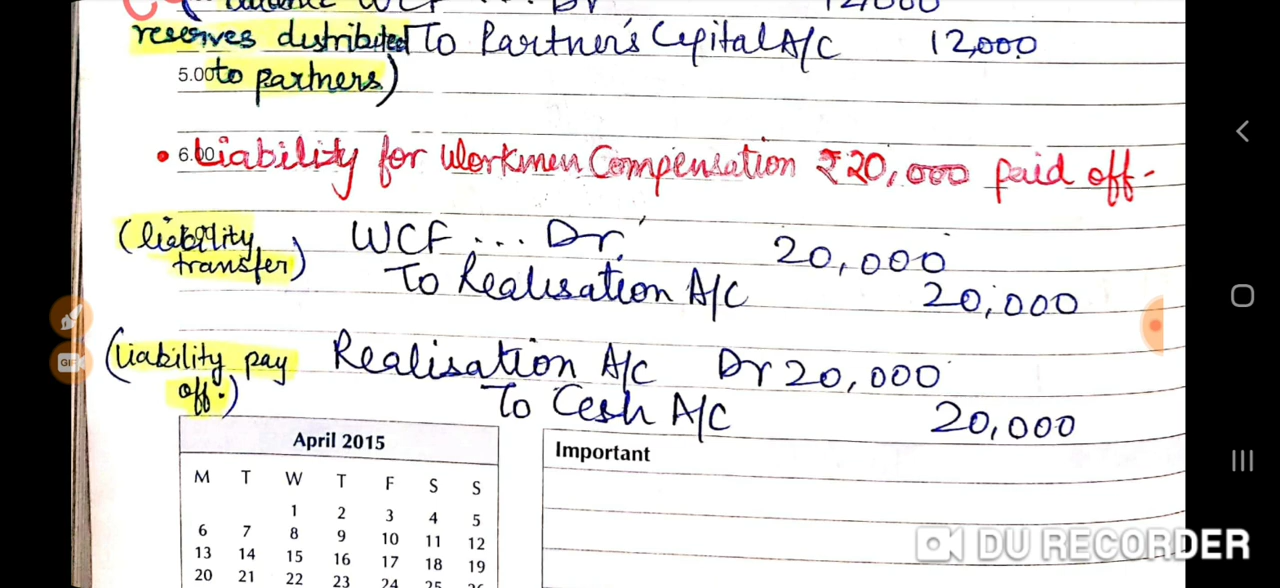 reserves distributed To Partner's Capital A/C 12,000
5.00 to partners)
• 6.00 Liability for Workmen Compensation ₹20,000 paid off.
(liability WCF ... Dr. 20,000
transfer) To Realisation A/C 20,000
(Liability pay Realisation A/C Dr 20,000
off.) To Cash A/C 20,000
April 2015
Important
M T W T F S S
1 2 3 4 5
6 7 8 9 10 11 12
13 14 15 16 17 18 19
20 21 22 23 24 25
GIF
DU RECORDER